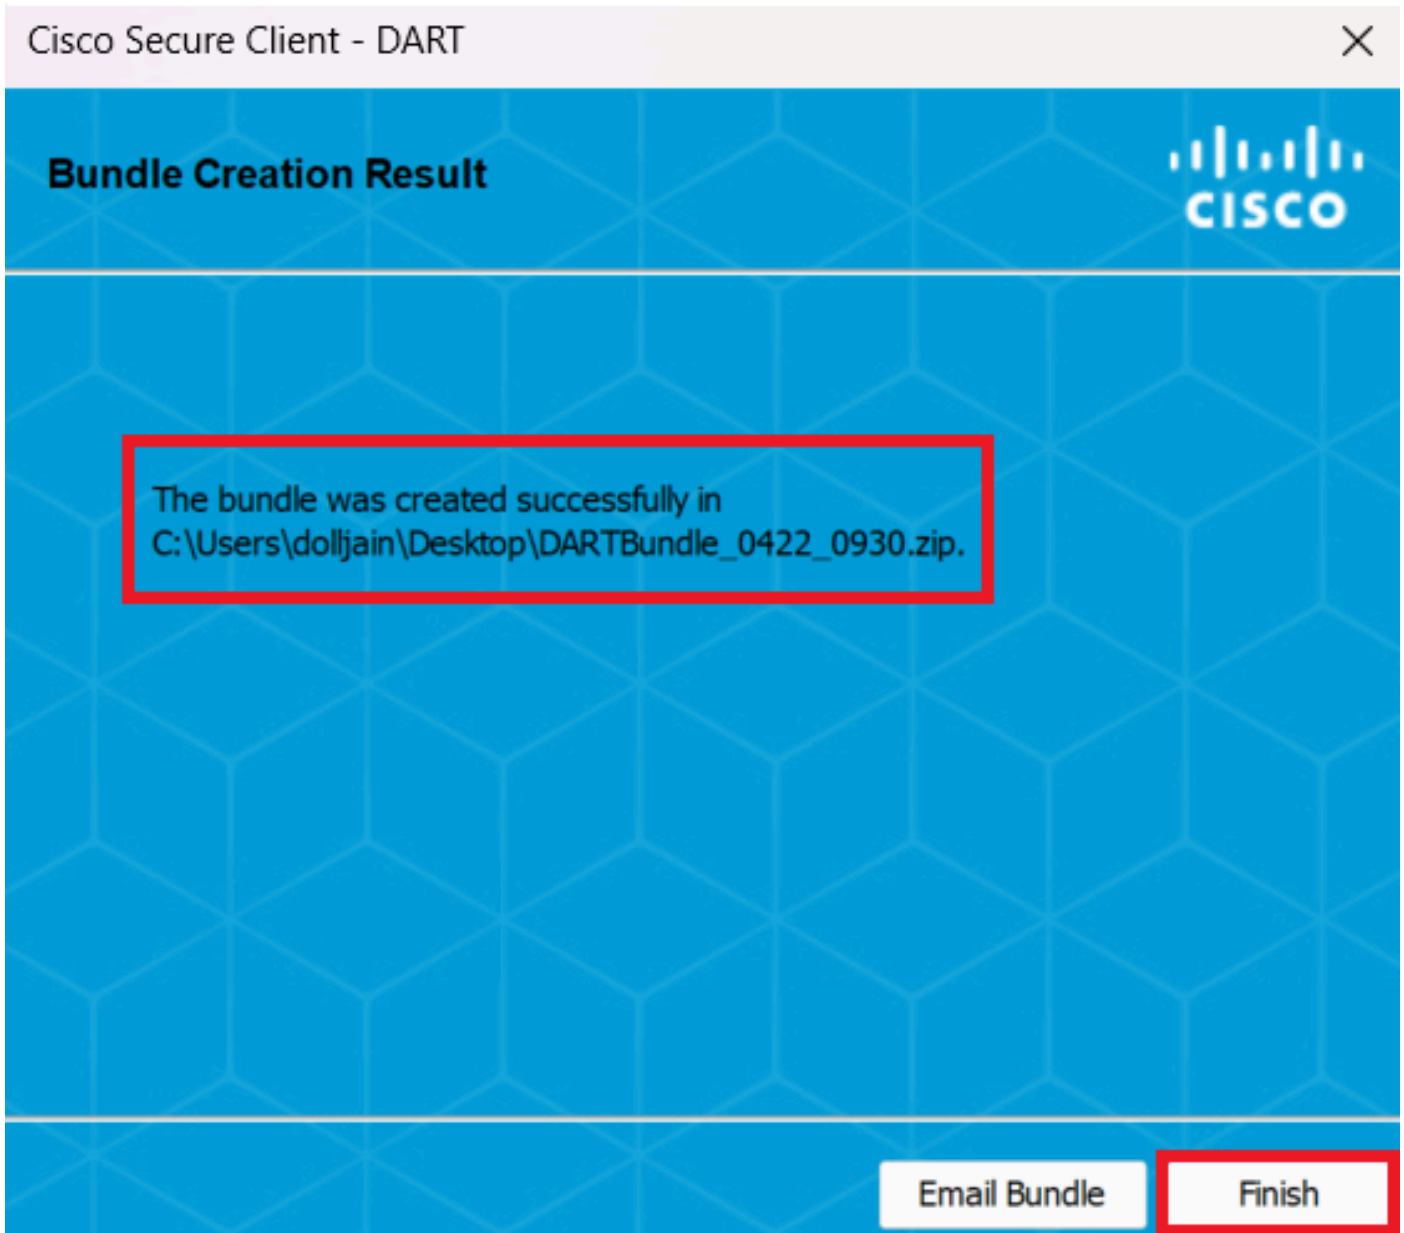 Cisco Secure Client - DART
Bundle Creation Result
CISCO
The bundle was created successfully in
C:\Users\dolljain\Desktop\DARTBundle_0422_0930.zip.
Email Bundle
Finish